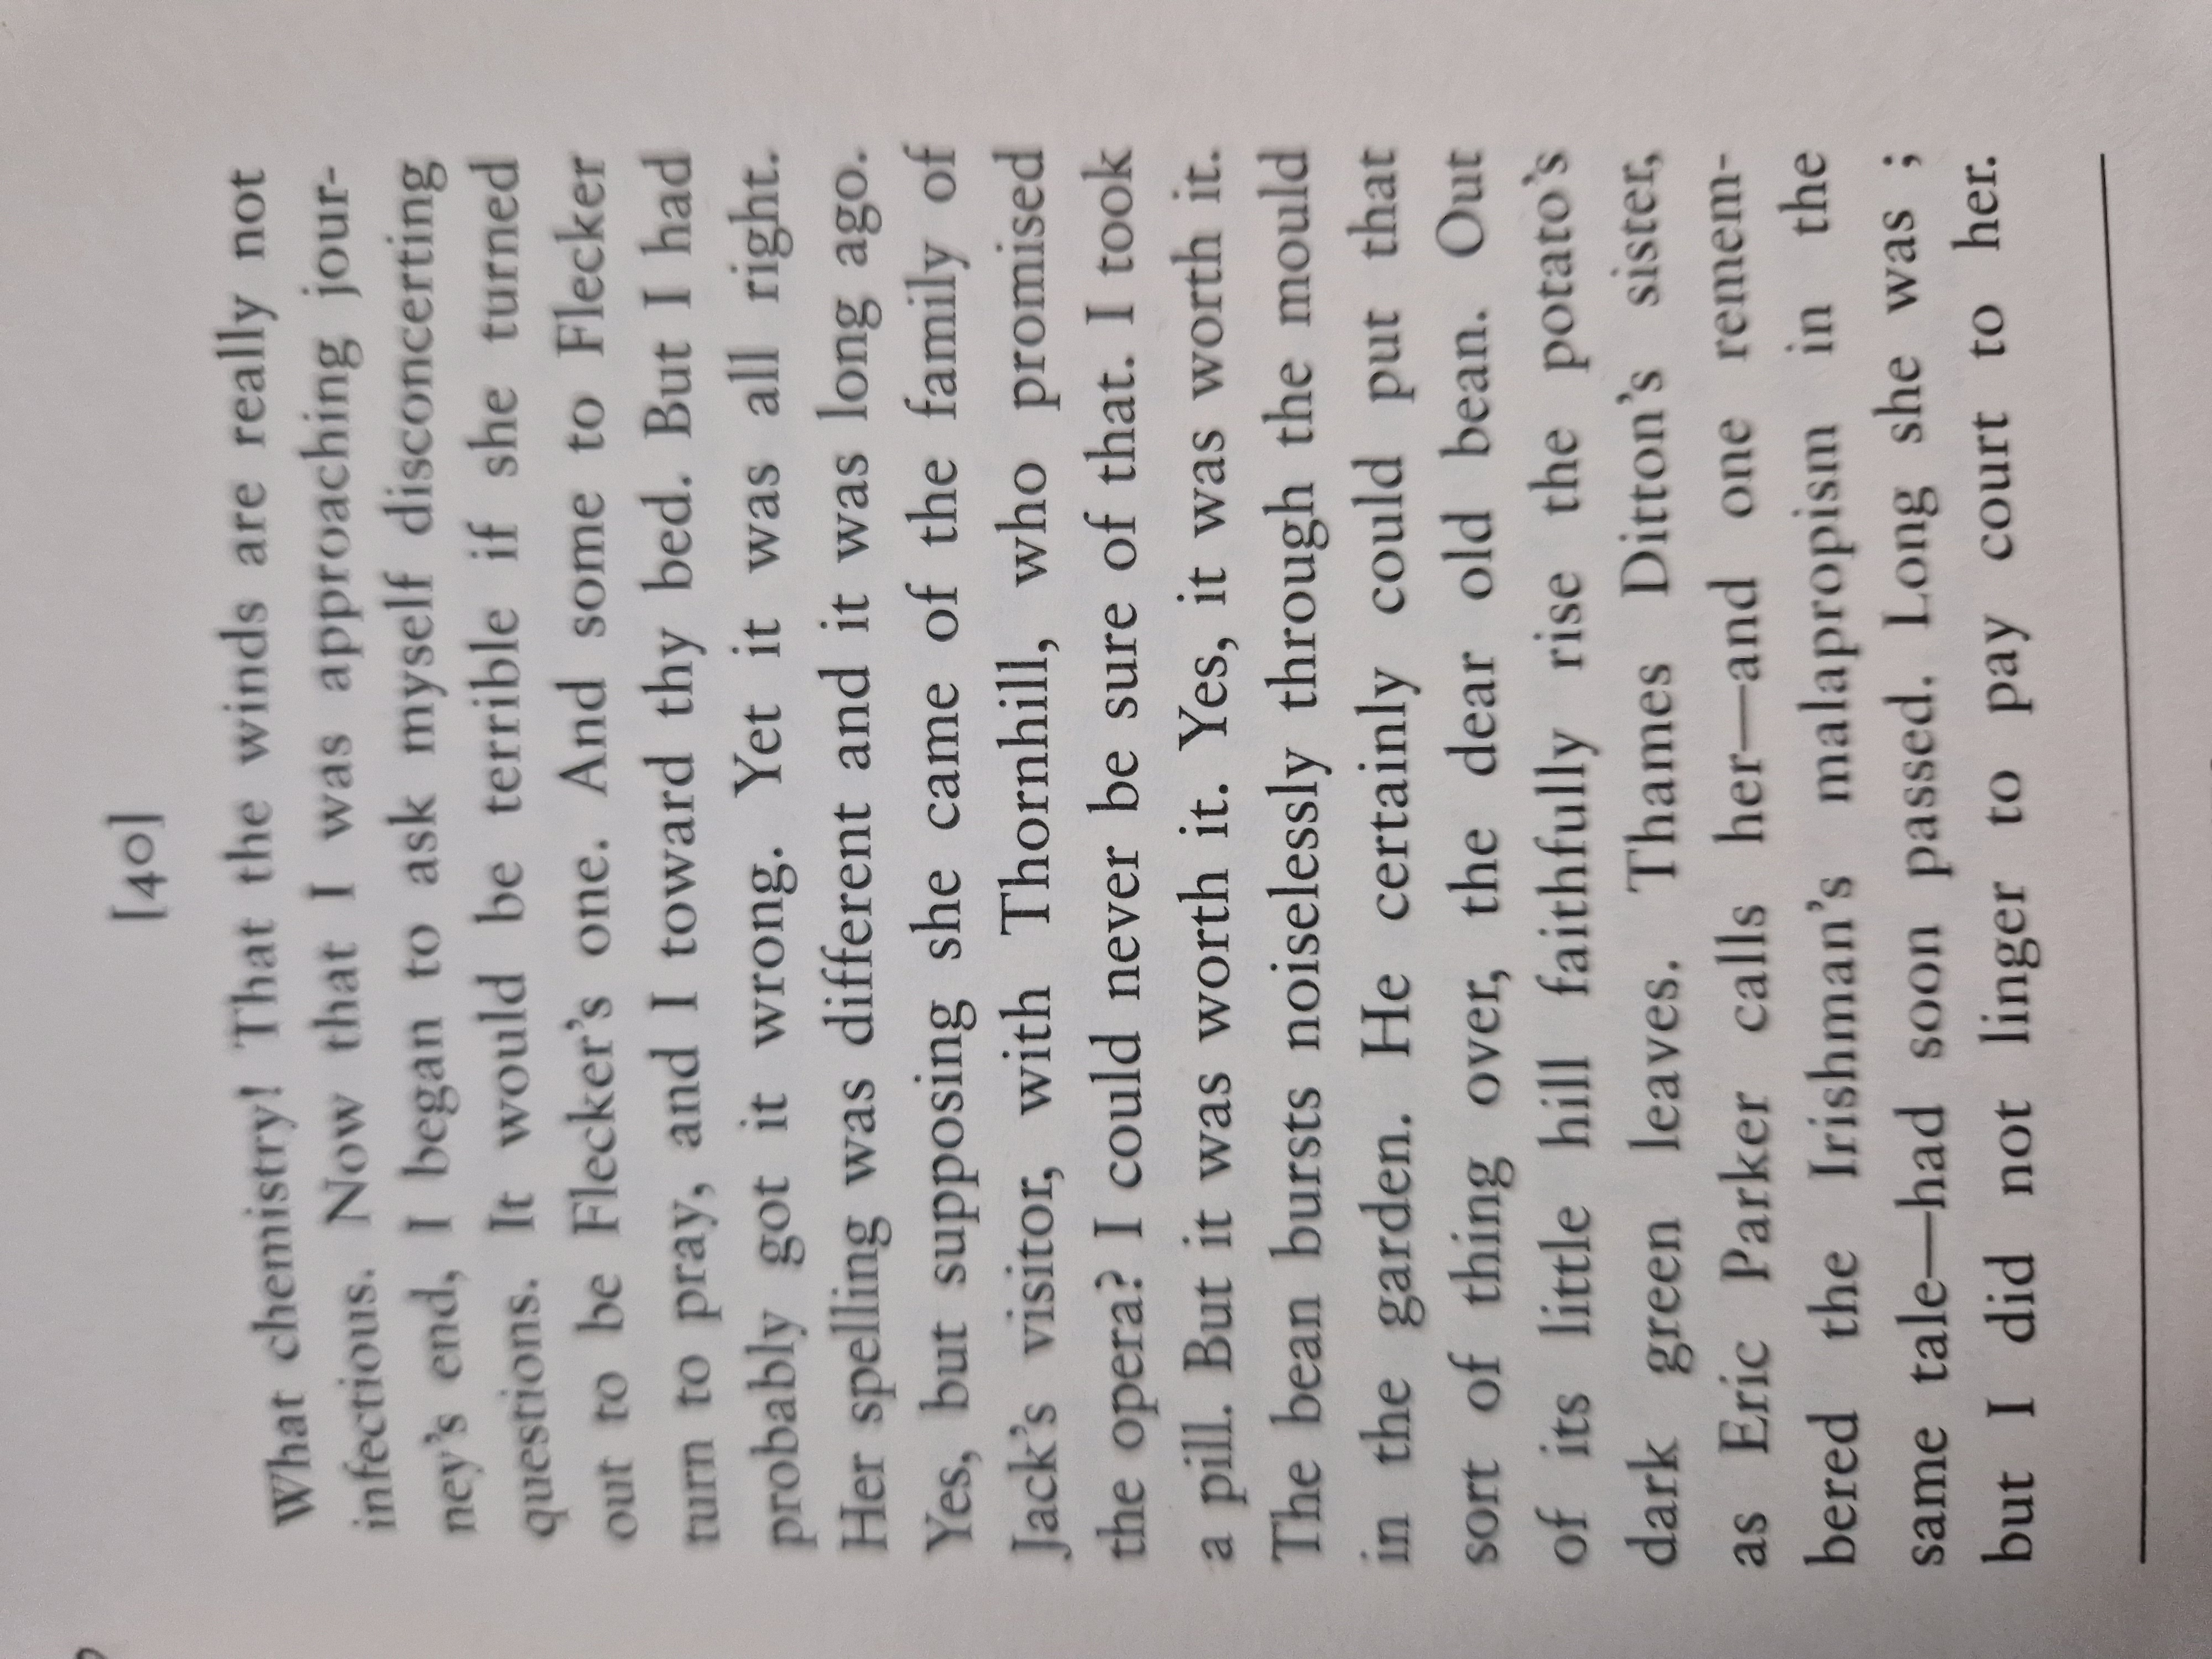 [40]
What chemistry! That the winds are really not
infectious. Now that I was approaching jour-
ney's end, I began to ask myself disconcerting
questions. It would be terrible if she turned
out to be Flecker's one. And some to Flecker
turn to pray, and I toward thy bed. But I had
probably got it wrong. Yet it was all right.
Her spelling was different and it was long ago.
Yes, but supposing she came of the family of
Jack's visitor, with Thornhill, who promised
the opera? I could never be sure of that. I took
a pill. But it was worth it. Yes, it was worth it.
The bean bursts noiselessly through the mould
in the garden. He certainly could put that
sort of thing over, the dear old bean. Out
of its little hill faithfully rise the potato's
dark green leaves. Thames Ditton's sister,
as Eric Parker calls her—and one remem-
bered the Irishman's malapropism in the
same tale—had soon passed. Long she was ;
but I did not linger to pay court to her.